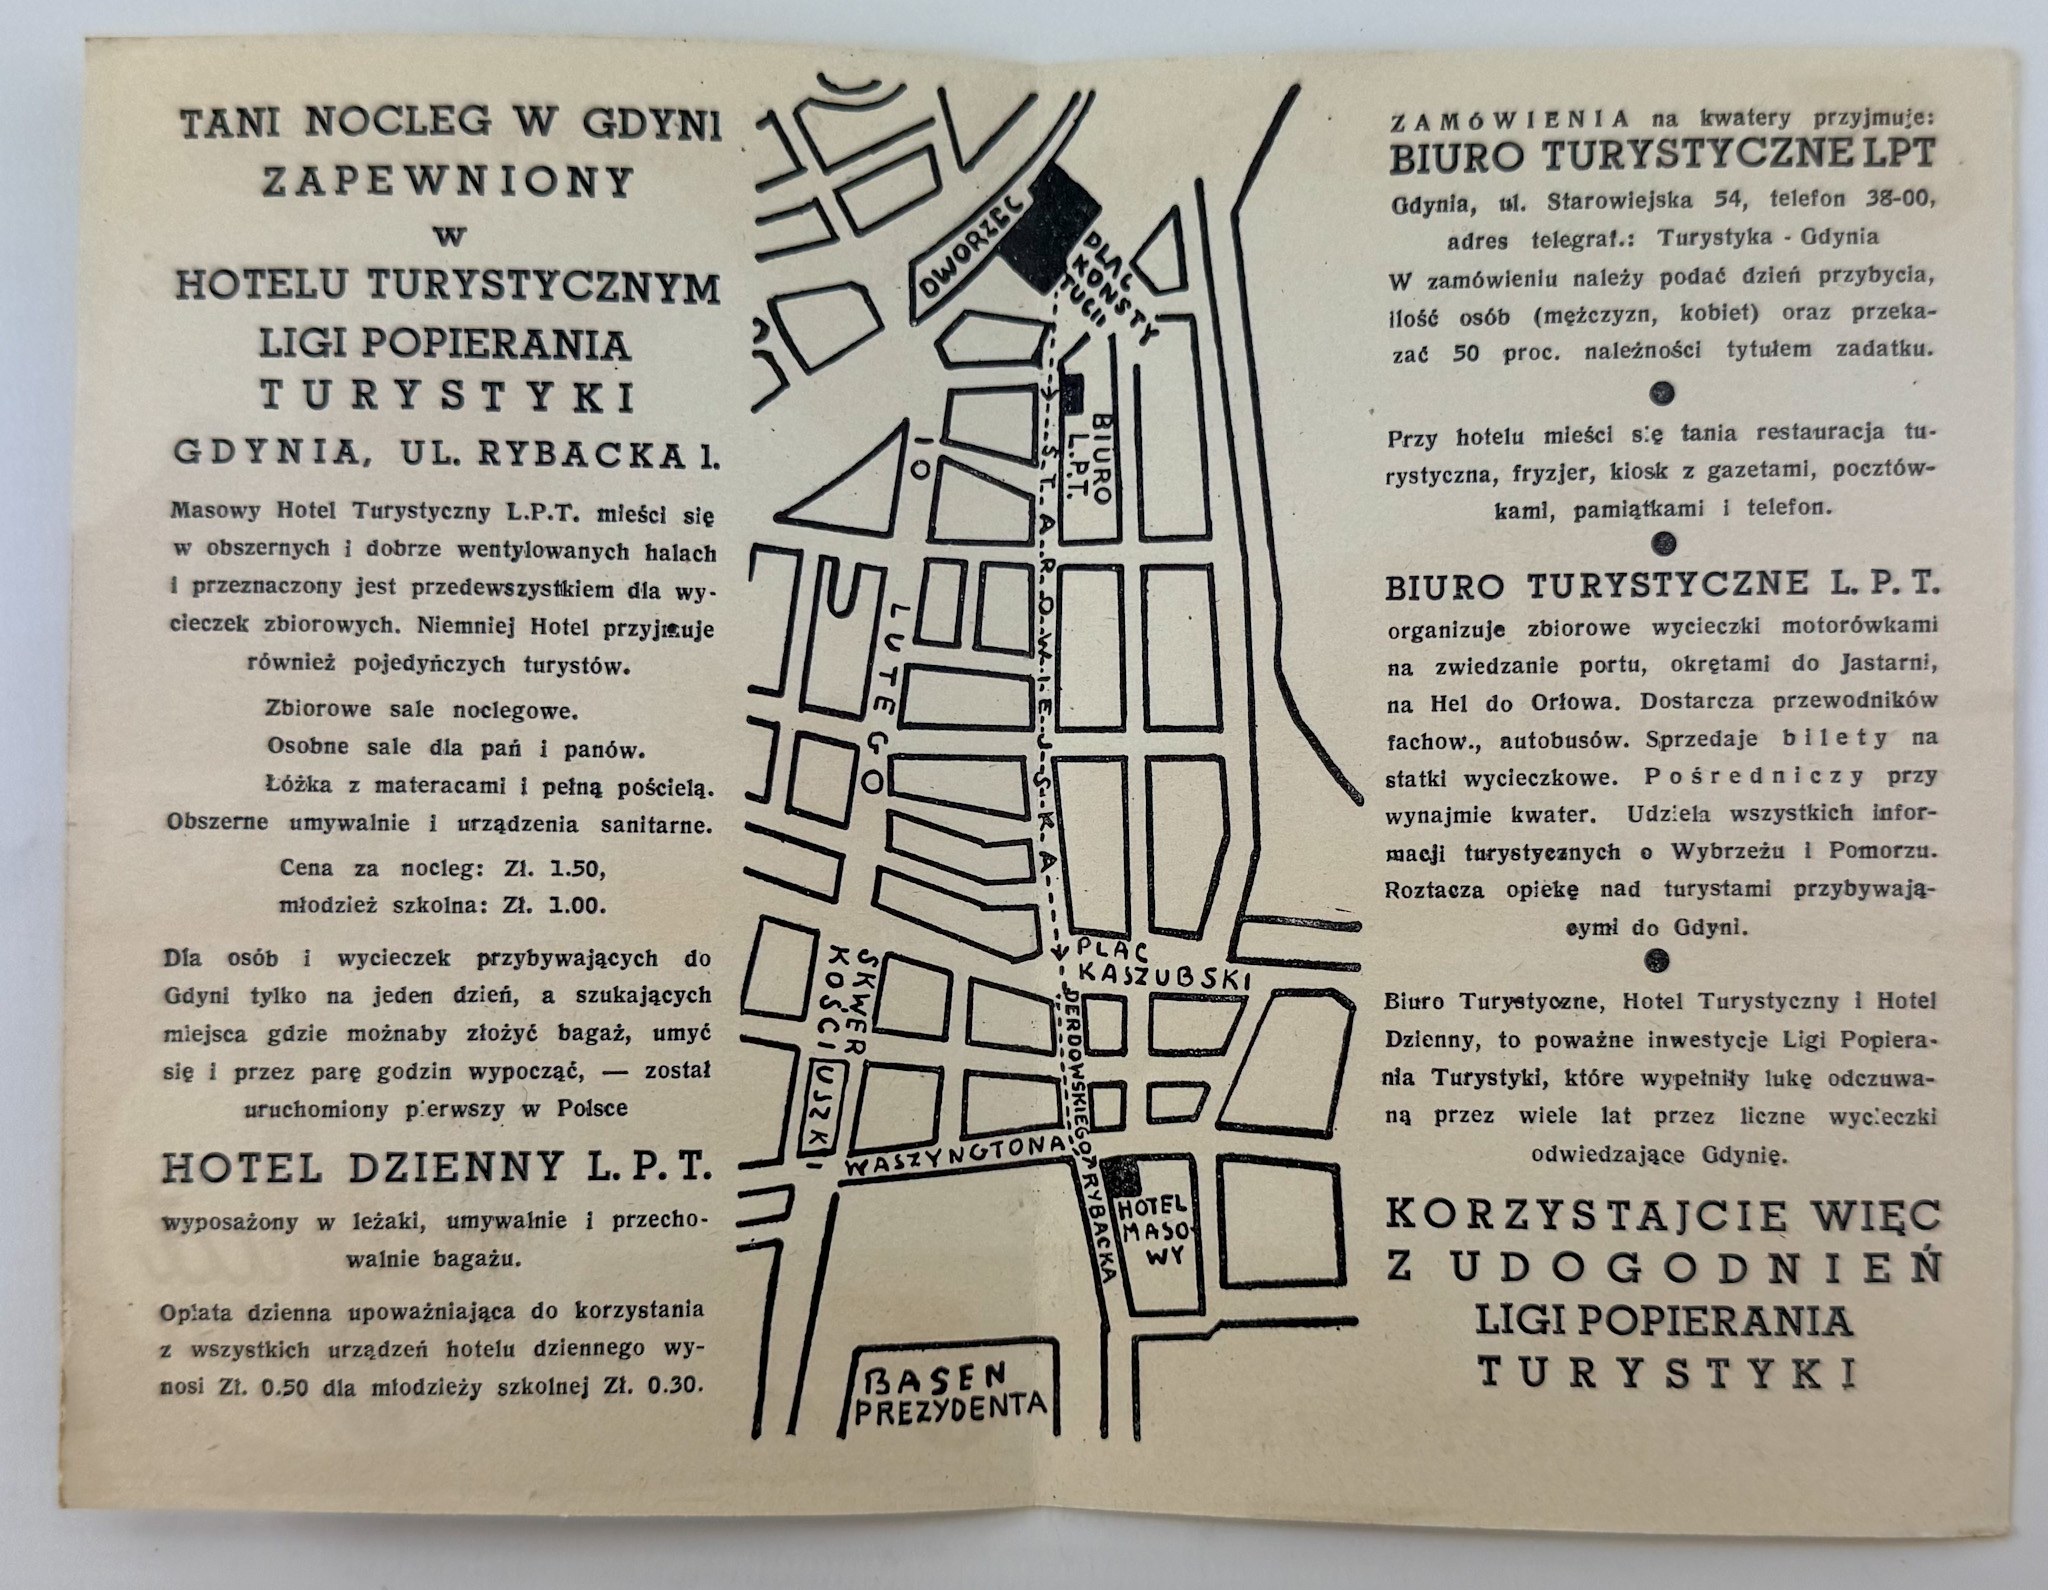 TANI NOCLEG W GDYNI
ZAPEWNIONY
w
HOTELU TURYSTYCZNYM
LIGI POPIERANIA
TURYSTYKI
GDYNIA, UL. RYBACKA 1.
Masowy Hotel Turystyczny L.P.T. mieści się
w obszernych i dobrze wentylowanych halach
i przeznaczony jest przedewszystkiem dla wy-
cieczek zbiorowych. Niemniej Hotel przyjmuje
również pojedyńczych turystów.
Zbiorowe sale noclegowe.
Osobne sale dla pań i panów.
Łóżka z materacami i pełną pościelą.
Obszerne umywalnie i urządzenia sanitarne.
Cena za nocleg: Zł. 1.50,
młodzież szkolna: Zł. 1.00.
Dla osób i wycieczek przybywających do
Gdyni tylko na jeden dzień, a szukających
miejsca gdzie możnaby złożyć bagaż, umyć
się i przez parę godzin wypocząć, — został
uruchomiony pierwszy w Polsce
HOTEL DZIENNY L.P.T.
wyposażony w leżaki, umywalnie i przecho-
walnie bagażu.
Opłata dzienna upoważniająca do korzystania
z wszystkich urządzeń hotelu dziennego wy-
nosi Zł. 0.50 dla młodzieży szkolnej Zł. 0.30.
DWORZEC
PLAC
KONSTY
TUCJI
BIURO
L.P.T.
STAROWIEJSKA
10
LUTEGO
PLAC
KASZUBSKI
SKWER
KOŚCIUSZKI
DERDOWSKIEGO
WASZYNGTONA
RYBACKA
HOTEL
MASO-
WY
BASEN
PREZYDENTA
ZAMÓWIENIA na kwatery przyjmuje:
BIURO TURYSTYCZNE LPT
Gdynia, ul. Starowiejska 54, telefon 38-00,
adres telegraf.: Turystyka - Gdynia
W zamówieniu należy podać dzień przybycia,
ilość osób (mężczyzn, kobiet) oraz przeka-
zać 50 proc. należności tytułem zadatku.
Przy hotelu mieści się tania restauracja tu-
rystyczna, fryzjer, kiosk z gazetami, pocztów-
kami, pamiątkami i telefon.
BIURO TURYSTYCZNE L.P.T.
organizuje zbiorowe wycieczki motorówkami
na zwiedzanie portu, okrętami do Jastarni,
na Hel do Orłowa. Dostarcza przewodników
fachow., autobusów. Sprzedaje bilety na
statki wycieczkowe. Pośredniczy przy
wynajmie kwater. Udziela wszystkich infor-
macji turystycznych o Wybrzeżu i Pomorzu.
Roztacza opiekę nad turystami przybywają-
cymi do Gdyni.
Biuro Turystyczne, Hotel Turystyczny i Hotel
Dzienny, to poważne inwestycje Ligi Popiera-
nia Turystyki, które wypełniły lukę odczuwa-
ną przez wiele lat przez liczne wycieczki
odwiedzające Gdynię.
KORZYSTAJCIE WIĘC
Z UDOGODNIEŃ
LIGI POPIERANIA
TURYSTYKI